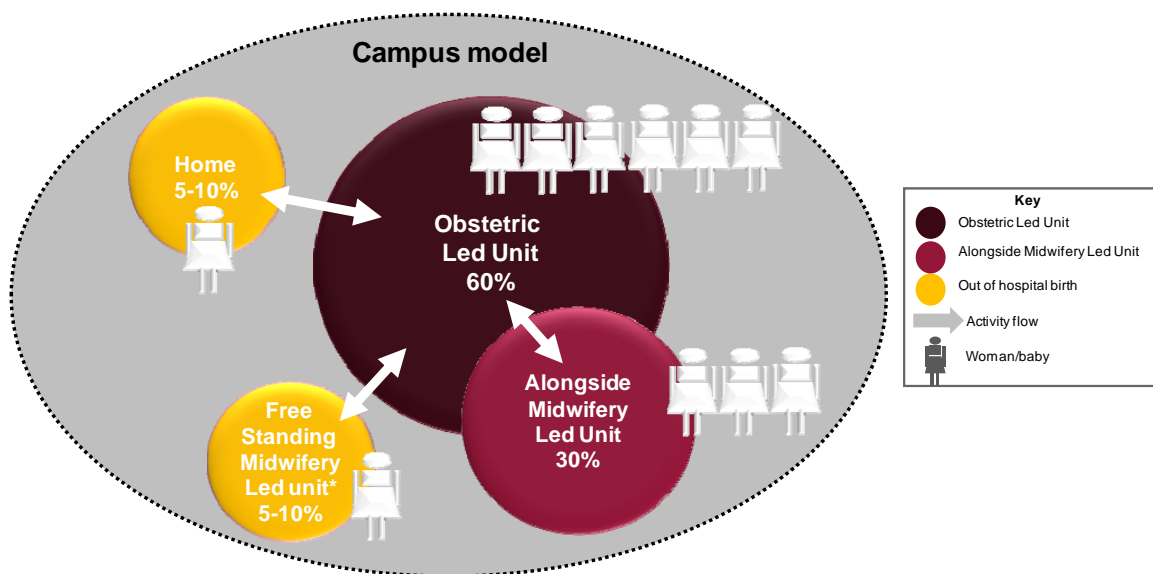 Campus model
Home
5-10%
Obstetric
Led Unit
60%
Alongside
Midwifery
Led Unit
30%
Free
Standing
Midwifery
Led unit*
5-10%
Key
Obstetric Led Unit
Alongside Midwifery Led Unit
Out of hospital birth
Activity flow
Woman/baby